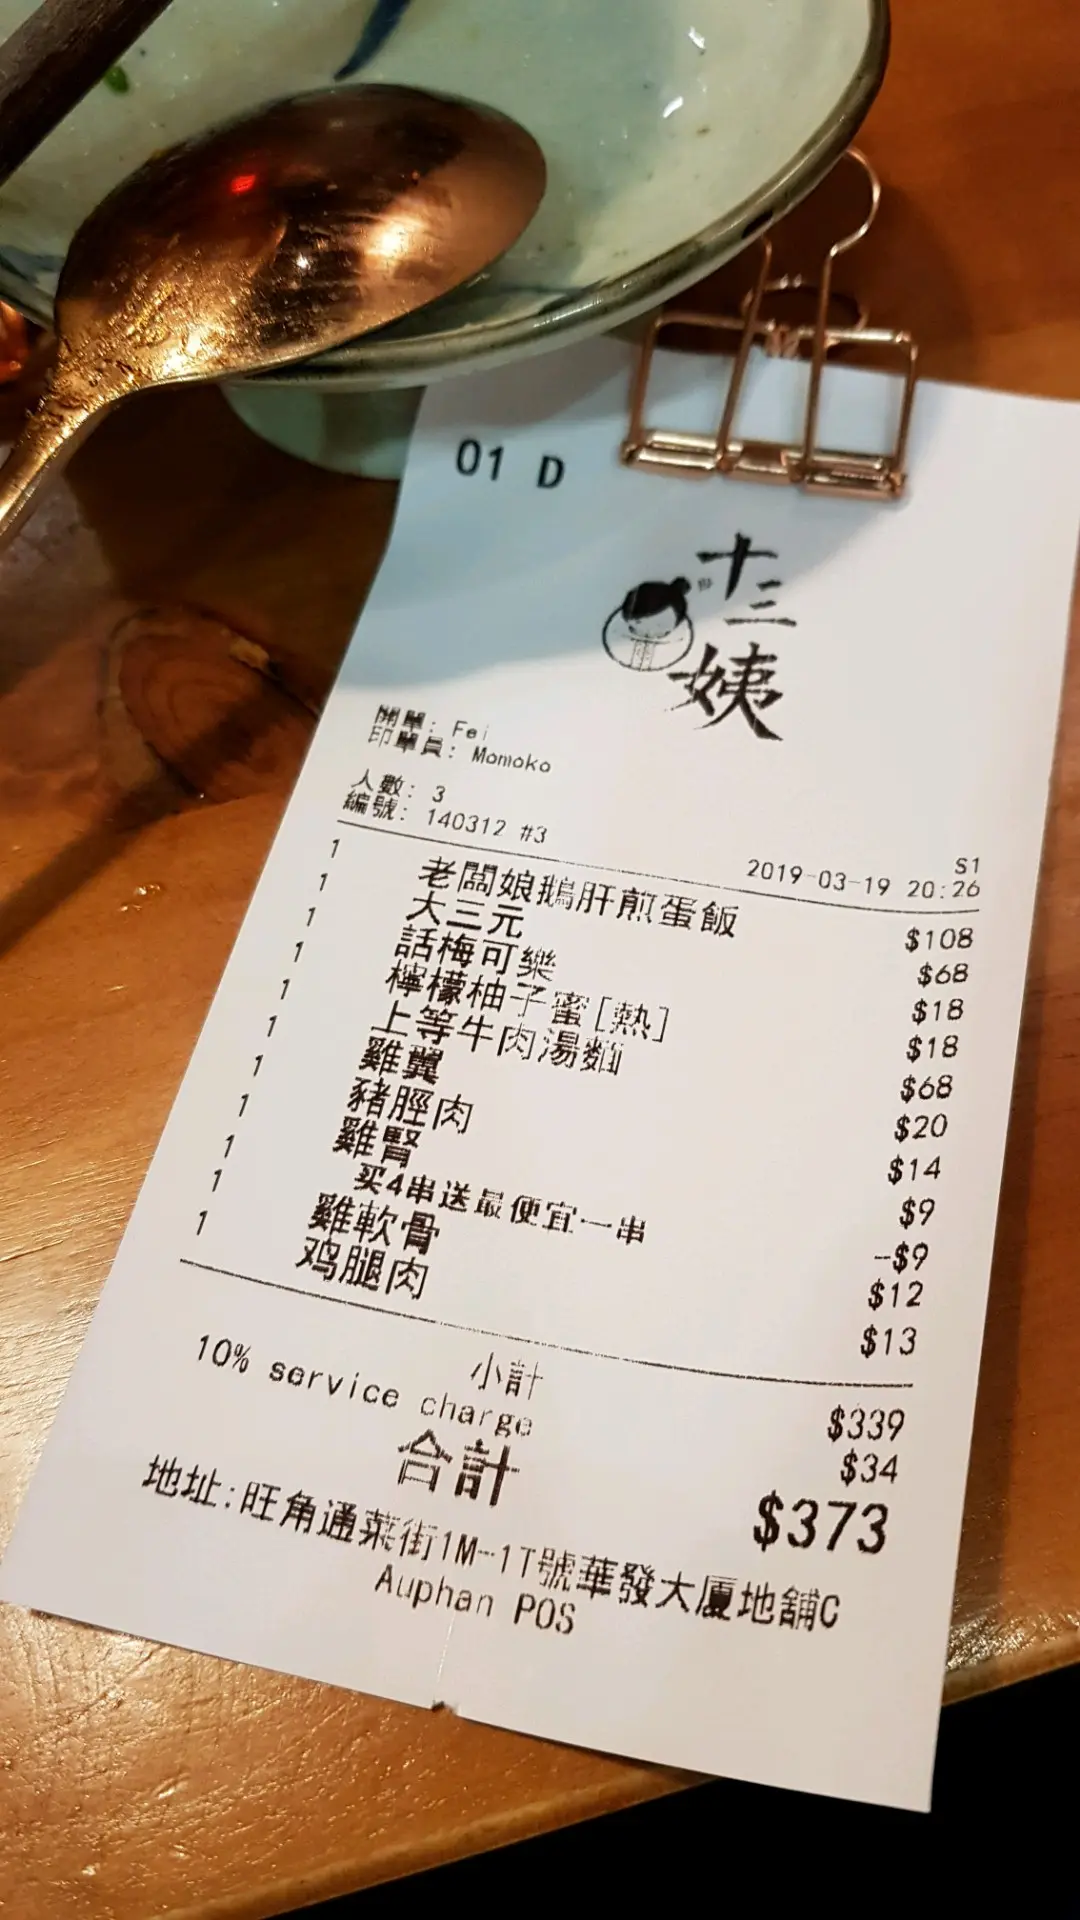 01 D
十三姨
開單: Fei
印單員: Momoko
人數: 3
編號: 140312 #3
S1
2019-03-19 20:26
1 老闆娘鵝肝煎蛋飯 $108
1 大三元 $68
1 話梅可樂 $18
1 檸檬柚子蜜[熱] $18
1 上等牛肉湯麵 $68
1 雞翼 $20
1 豬脛肉 $14
1 雞腎 $9
1 买4串送最便宜一串 -$9
1 雞軟骨 $12
1 鸡腿肉 $13
小計 $339
10% service charge $34
合計 $373
地址:旺角通菜街1M-1T號華發大廈地舖C
Auphan POS